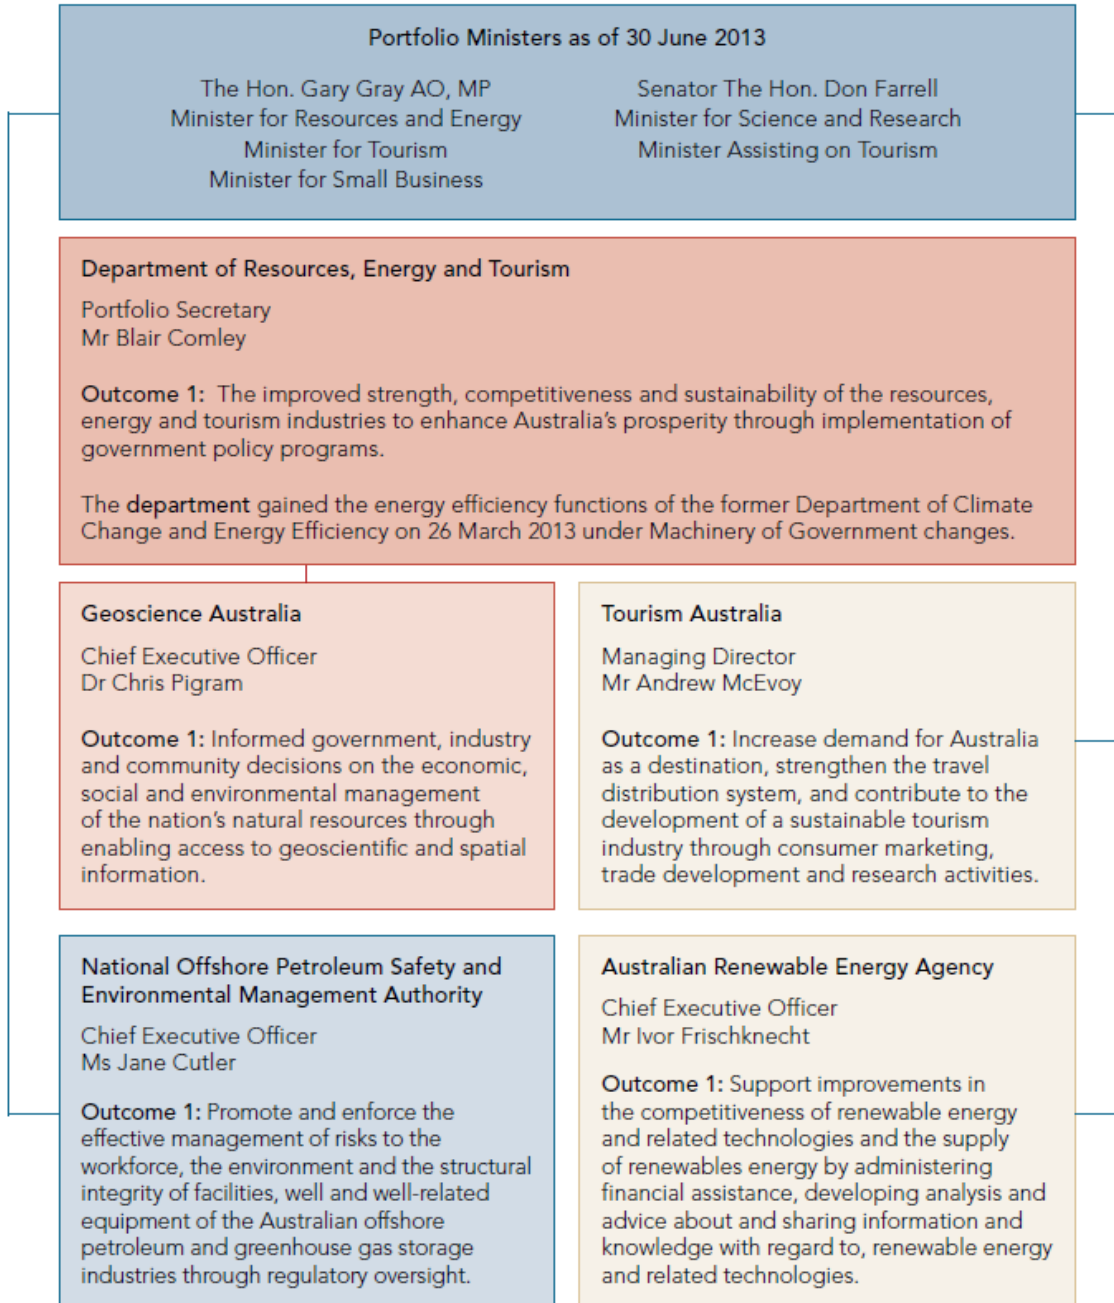 Portfolio Ministers as of 30 June 2013
The Hon. Gary Gray AO, MP
Minister for Resources and Energy
Minister for Tourism
Minister for Small Business
Senator The Hon. Don Farrell
Minister for Science and Research
Minister Assisting on Tourism
Department of Resources, Energy and Tourism
Portfolio Secretary
Mr Blair Comley
Outcome 1:  The improved strength, competitiveness and sustainability of the resources,
energy and tourism industries to enhance Australia’s prosperity through implementation of
government policy programs.
The department gained the energy efficiency functions of the former Department of Climate
Change and Energy Efficiency on 26 March 2013 under Machinery of Government changes.
Geoscience Australia
Chief Executive Officer
Dr Chris Pigram
Outcome 1: Informed government, industry
and community decisions on the economic,
social and environmental management
of the nation’s natural resources through
enabling access to geoscientific and spatial
information.
Tourism Australia
Managing Director
Mr Andrew McEvoy
Outcome 1: Increase demand for Australia
as a destination, strengthen the travel
distribution system, and contribute to the
development of a sustainable tourism
industry through consumer marketing,
trade development and research activities.
National Offshore Petroleum Safety and
Environmental Management Authority
Chief Executive Officer
Ms Jane Cutler
Outcome 1: Promote and enforce the
effective management of risks to the
workforce, the environment and the structural
integrity of facilities, well and well-related
equipment of the Australian offshore
petroleum and greenhouse gas storage
industries through regulatory oversight.
Australian Renewable Energy Agency
Chief Executive Officer
Mr Ivor Frischknecht
Outcome 1: Support improvements in
the competitiveness of renewable energy
and related technologies and the supply
of renewables energy by administering
financial assistance, developing analysis and
advice about and sharing information and
knowledge with regard to, renewable energy
and related technologies.